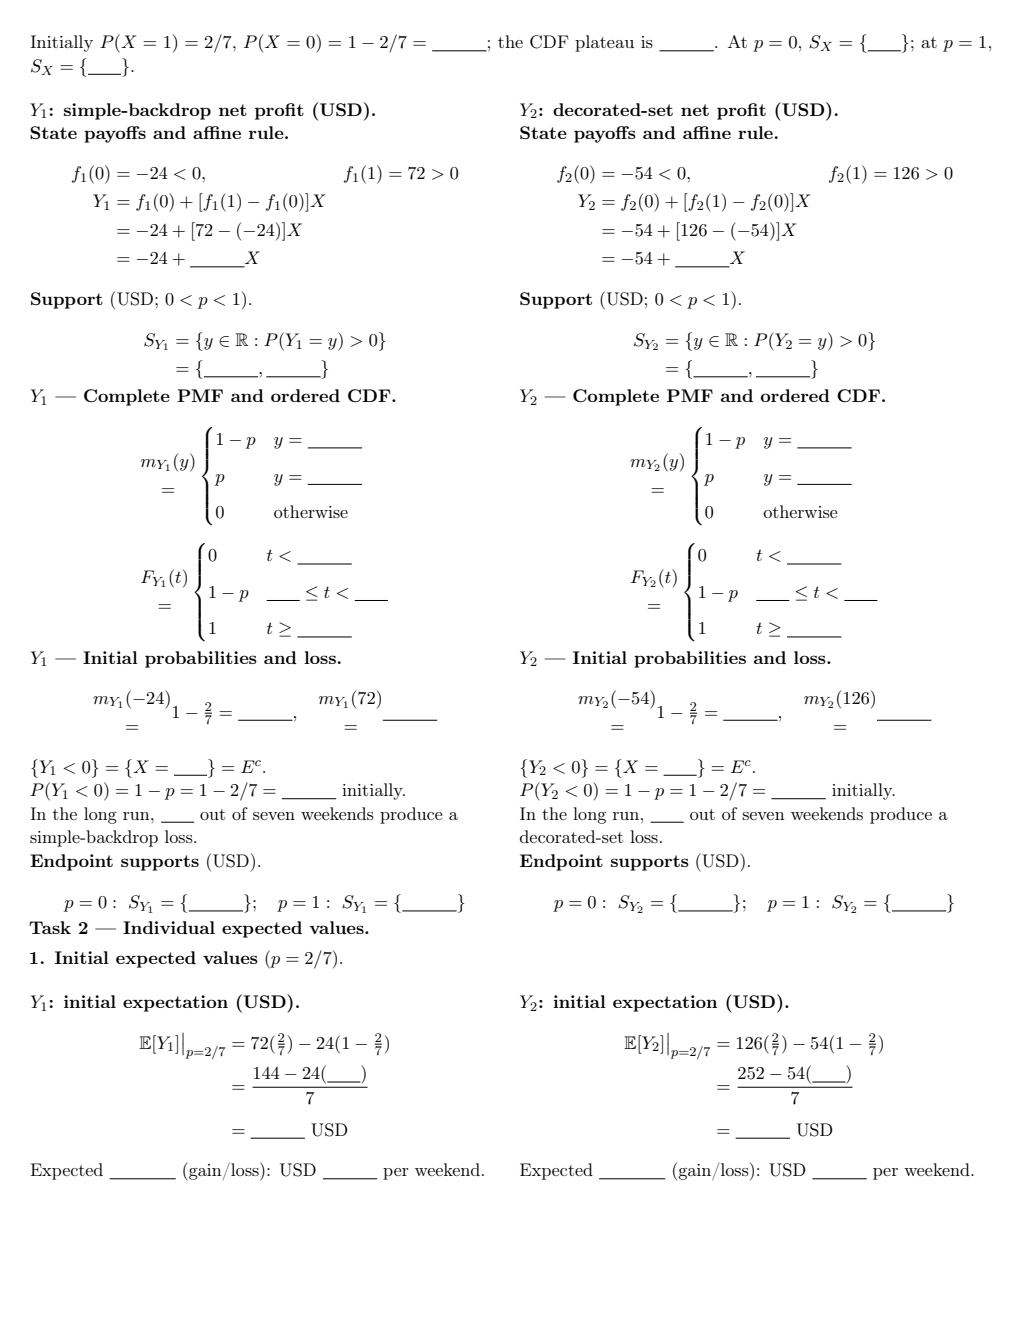 Initially P(X = 1) = 2/7, P(X = 0) = 1 − 2/7 = ______; the CDF plateau is ______. At p = 0, S_X = {____}; at p = 1,
S_X = {____}.
Y₁: simple-backdrop net profit (USD).
State payoffs and affine rule.
f₁(0) = −24 < 0, f₁(1) = 72 > 0
Y₁ = f₁(0) + [f₁(1) − f₁(0)]X
= −24 + [72 − (−24)]X
= −24 + ______X
Support (USD; 0 < p < 1).
S_{Y₁} = {y ∈ ℝ : P(Y₁ = y) > 0}
= {______, ______}
Y₁ — Complete PMF and ordered CDF.
m_{Y₁}(y) = { 1 − p y = ______
p y = ______
0 otherwise
F_{Y₁}(t) = { 0 t < ______
1 − p ____ ≤ t < ____
1 t ≥ ______
Y₁ — Initial probabilities and loss.
m_{Y₁}(−24) = 1 − 2/7 = ______, m_{Y₁}(72) = ______
{Y₁ < 0} = {X = ____} = Eᶜ.
P(Y₁ < 0) = 1 − p = 1 − 2/7 = ______ initially.
In the long run, ____ out of seven weekends produce a
simple-backdrop loss.
Endpoint supports (USD).
p = 0 : S_{Y₁} = {______}; p = 1 : S_{Y₁} = {______}
Y₂: decorated-set net profit (USD).
State payoffs and affine rule.
f₂(0) = −54 < 0, f₂(1) = 126 > 0
Y₂ = f₂(0) + [f₂(1) − f₂(0)]X
= −54 + [126 − (−54)]X
= −54 + ______X
Support (USD; 0 < p < 1).
S_{Y₂} = {y ∈ ℝ : P(Y₂ = y) > 0}
= {______, ______}
Y₂ — Complete PMF and ordered CDF.
m_{Y₂}(y) = { 1 − p y = ______
p y = ______
0 otherwise
F_{Y₂}(t) = { 0 t < ______
1 − p ____ ≤ t < ____
1 t ≥ ______
Y₂ — Initial probabilities and loss.
m_{Y₂}(−54) = 1 − 2/7 = ______, m_{Y₂}(126) = ______
{Y₂ < 0} = {X = ____} = Eᶜ.
P(Y₂ < 0) = 1 − p = 1 − 2/7 = ______ initially.
In the long run, ____ out of seven weekends produce a
decorated-set loss.
Endpoint supports (USD).
p = 0 : S_{Y₂} = {______}; p = 1 : S_{Y₂} = {______}
Task 2 — Individual expected values.
1. Initial expected values (p = 2/7).
Y₁: initial expectation (USD).
𝔼[Y₁]|_{p=2/7} = 72(2/7) − 24(1 − 2/7)
= (144 − 24(____))/7
= ______ USD
Expected _______ (gain/loss): USD ______ per weekend.
Y₂: initial expectation (USD).
𝔼[Y₂]|_{p=2/7} = 126(2/7) − 54(1 − 2/7)
= (252 − 54(____))/7
= ______ USD
Expected _______ (gain/loss): USD ______ per weekend.